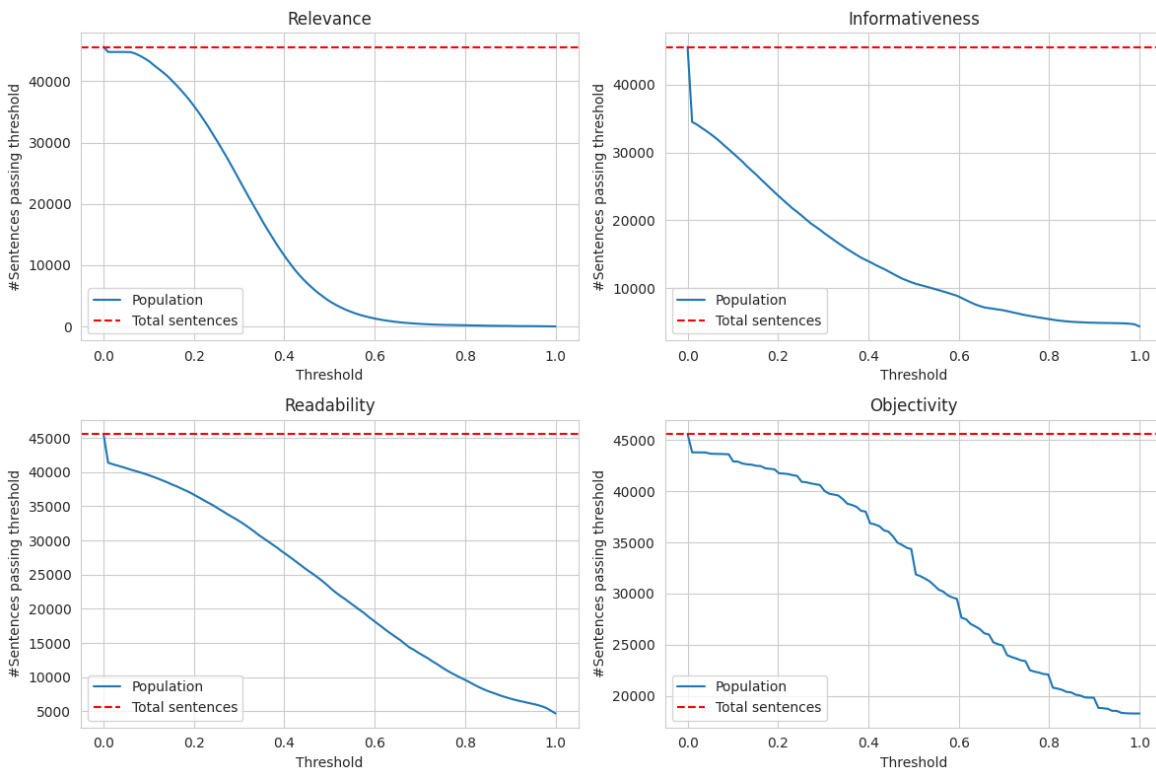 Relevance
#Sentences passing threshold
40000
30000
20000
10000
0
Population
Total sentences
0.0 0.2 0.4 0.6 0.8 1.0
Threshold
Informativeness
#Sentences passing threshold
40000
30000
20000
10000
Population
Total sentences
0.0 0.2 0.4 0.6 0.8 1.0
Threshold
Readability
#Sentences passing threshold
45000
40000
35000
30000
25000
20000
15000
10000
5000
Population
Total sentences
0.0 0.2 0.4 0.6 0.8 1.0
Threshold
Objectivity
#Sentences passing threshold
45000
40000
35000
30000
25000
20000
Population
Total sentences
0.0 0.2 0.4 0.6 0.8 1.0
Threshold